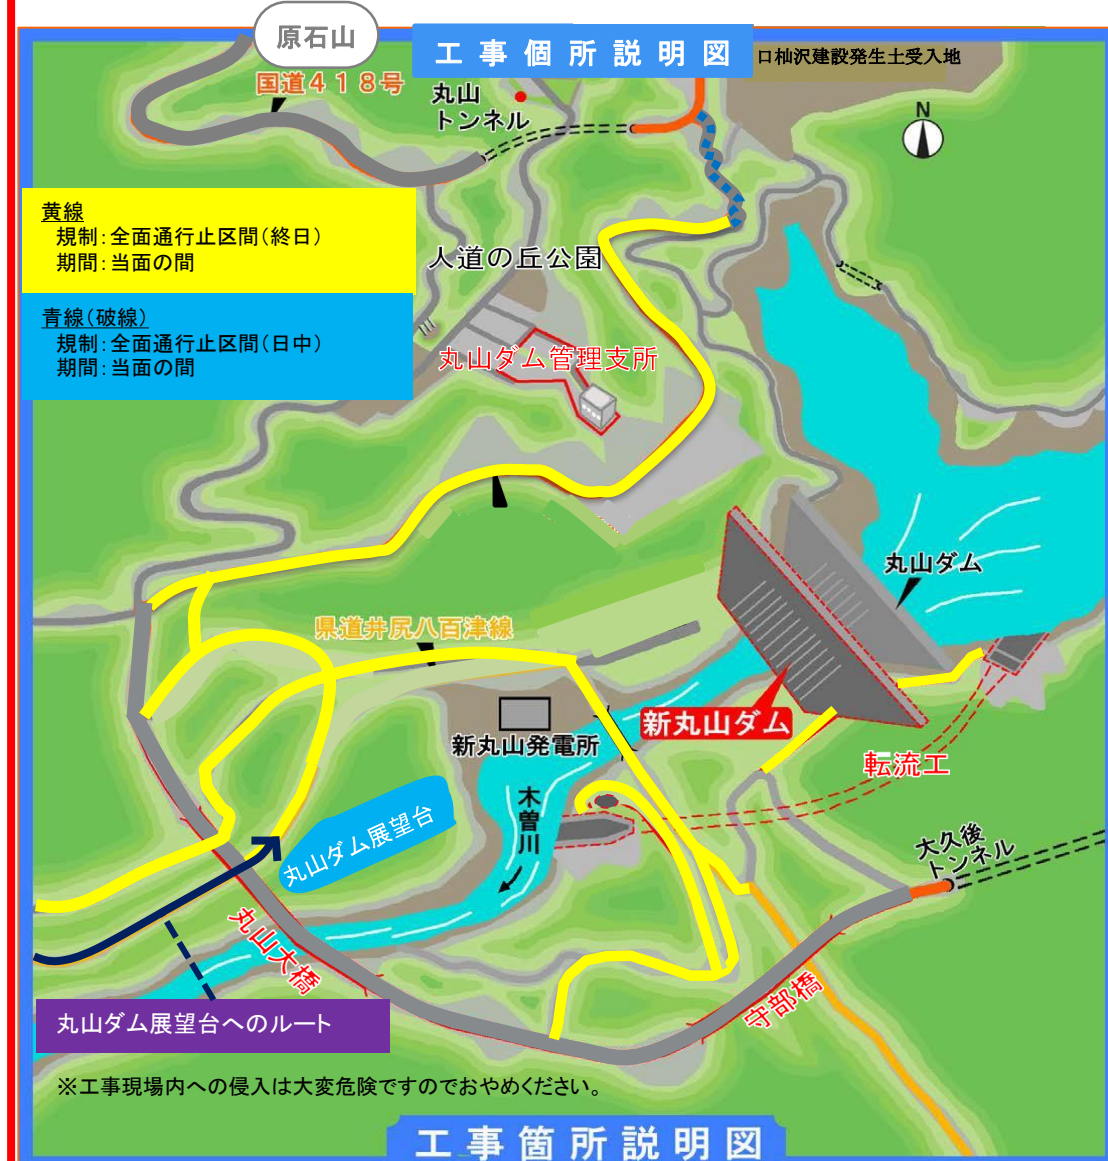 原石山
工事個所説明図
口杣沢建設発生土受入地
国道418号
丸山
トンネル
N
黄線
規制:全面通行止区間(終日)
期間:当面の間
人道の丘公園
青線(破線)
規制:全面通行止区間(日中)
期間:当面の間
丸山ダム管理支所
丸山ダム
県道井尻八百津線
新丸山ダム
新丸山発電所
転流工
木曽川
丸山ダム展望台
大久後
トンネル
丸山大橋
守部橋
丸山ダム展望台へのルート
※工事現場内への侵入は大変危険ですのでおやめください。
工事箇所説明図